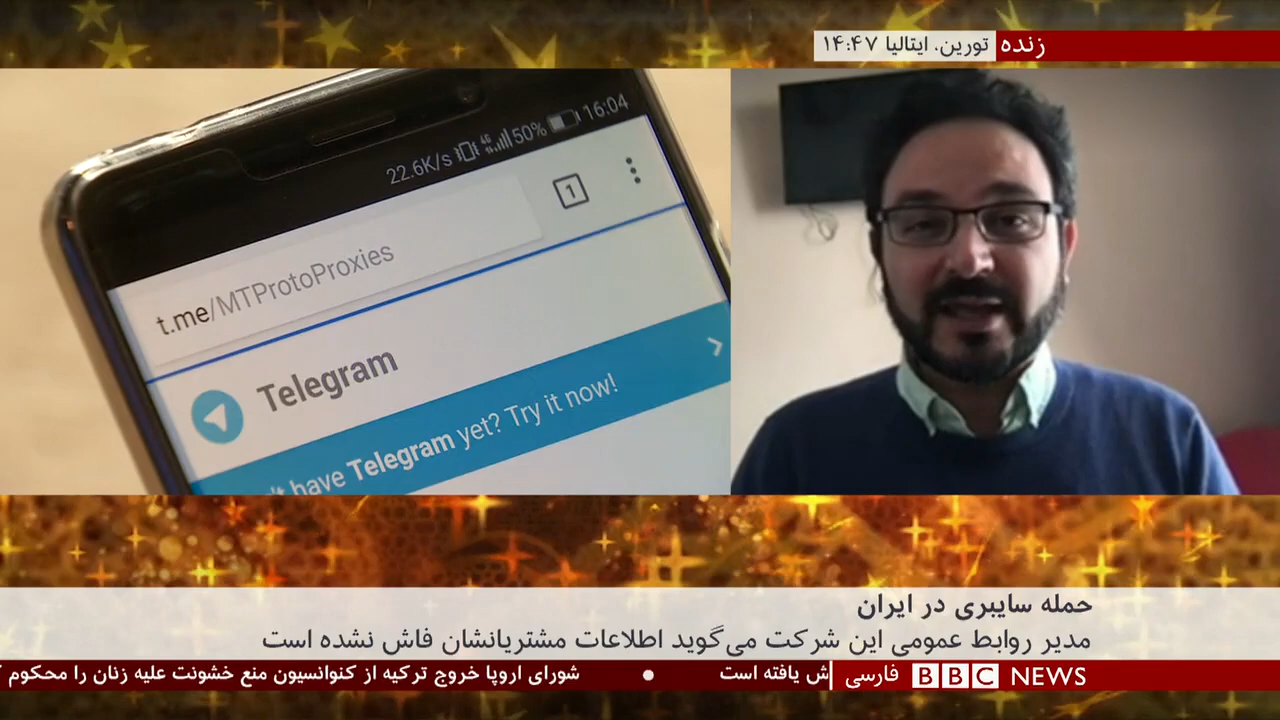 زنده
تورین، ایتالیا ۱۴:۴۷
22.6K/s 4G 50% 16:04
1
t.me/MTProtoProxies
Telegram
't have Telegram yet? Try it now!
حمله سایبری در ایران
مدیر روابط عمومی این شرکت می‌گوید اطلاعات مشتریانشان فاش نشده است
BBC NEWS فارسی
ش یافته است • شورای اروپا خروج ترکیه از کنوانسیون منع خشونت علیه زنان را محکوم